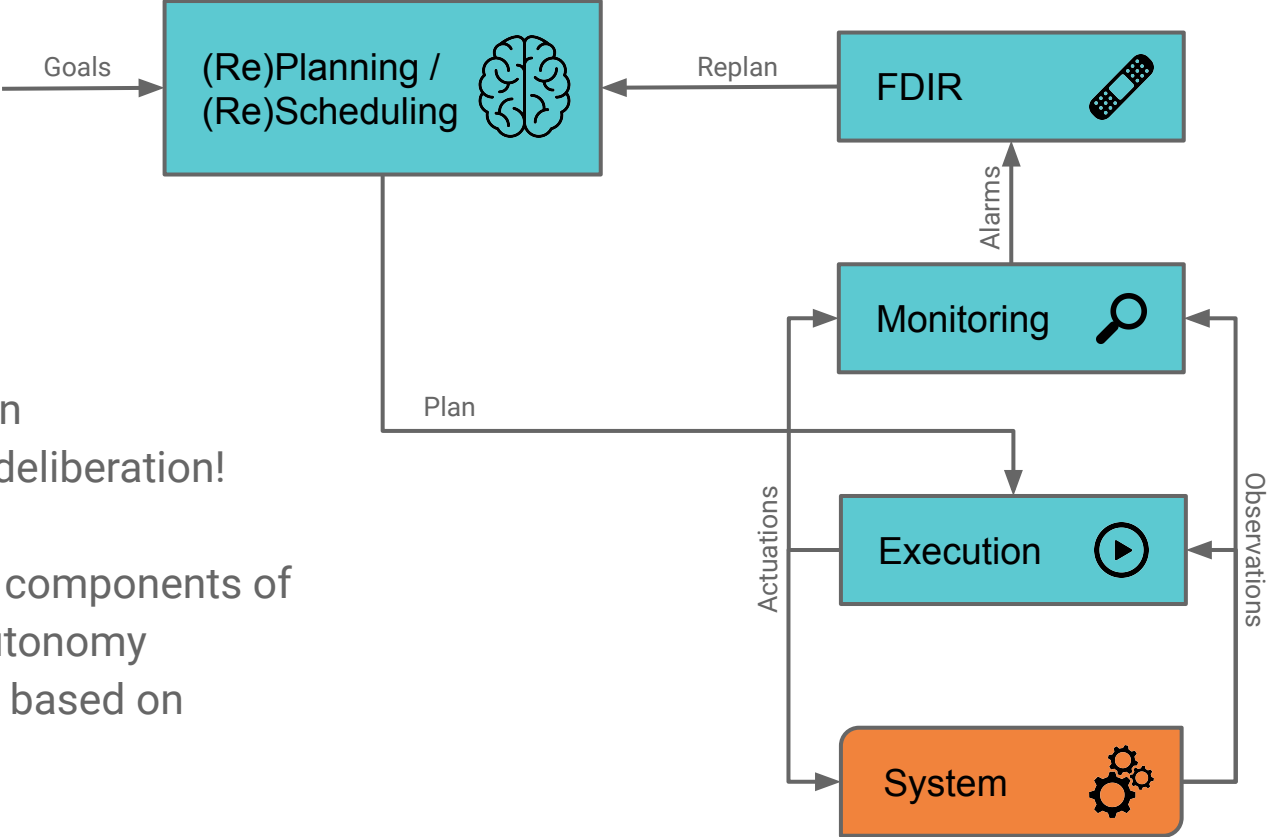 Goals
(Re)Planning /
(Re)Scheduling
Replan
FDIR
Alarms
Monitoring
Plan
deliberation!
Actuations
Execution
Observations
components of
based on
System